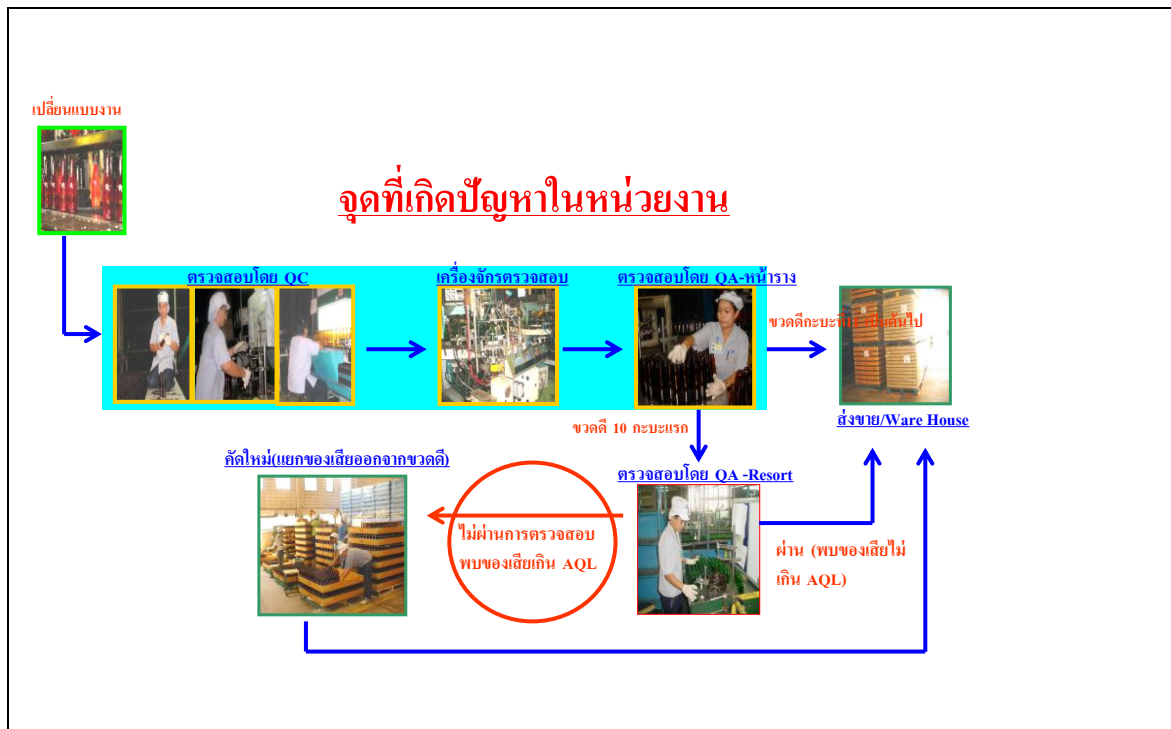 เปลี่ยนแบบงาน
จุดที่เกิดปัญหาในหน่วยงาน
ตรวจสอบโดย QC
เครื่องจักรตรวจสอบ
ตรวจสอบโดย QA-หน้าราง
ขวดดีกะบะที่ เป็นต้นไป
ส่งขาย/Ware House
ขวดดี 10 กะบะแรก
คัดใหม่(แยกของเสียออกจากขวดดี)
ตรวจสอบโดย QA -Resort
ไม่ผ่านการตรวจสอบ
พบของเสียเกิน AQL
ผ่าน (พบของเสียไม่
เกิน AQL)